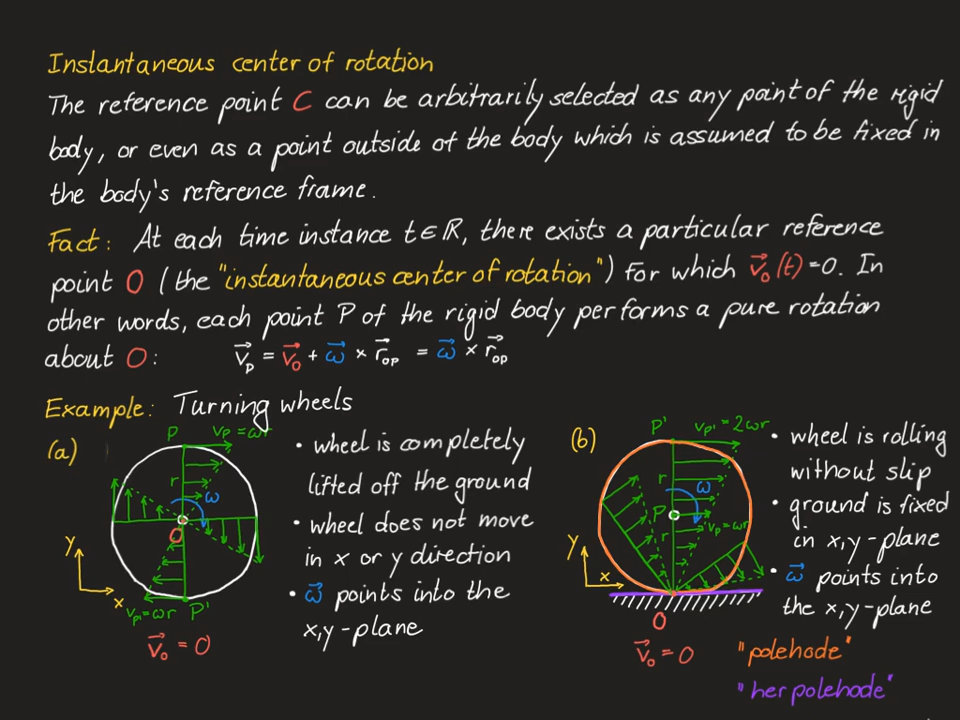 Instantaneous center of rotation
The reference point C can be arbitrarily selected as any point of the rigid
body, or even as a point outside of the body which is assumed to be fixed in
the body's reference frame.
Fact: At each time instance t∈ℝ, there exists a particular reference
point O (the "instantaneous center of rotation") for which v⃗₀(t)=0. In
other words, each point P of the rigid body performs a pure rotation
about O: v⃗ₚ = v⃗₀ + ω⃗ × r⃗ₒₚ = ω⃗ × r⃗ₒₚ
Example: Turning wheels
(a)
P vₚ = ωr
r
ω
O
y
x
vₚ' = ωr P'
v⃗₀ = 0
• wheel is completely
lifted off the ground
• wheel does not move
in x or y direction
• ω⃗ points into the
x,y-plane
(b)
P' vₚ' = 2ωr
r
ω
P
vₚ = ωr
r
y
x
O
v⃗₀ = 0
• wheel is rolling
without slip
• ground is fixed
in x,y-plane
• ω⃗ points into
the x,y-plane
"polehode"
"herpolehode"